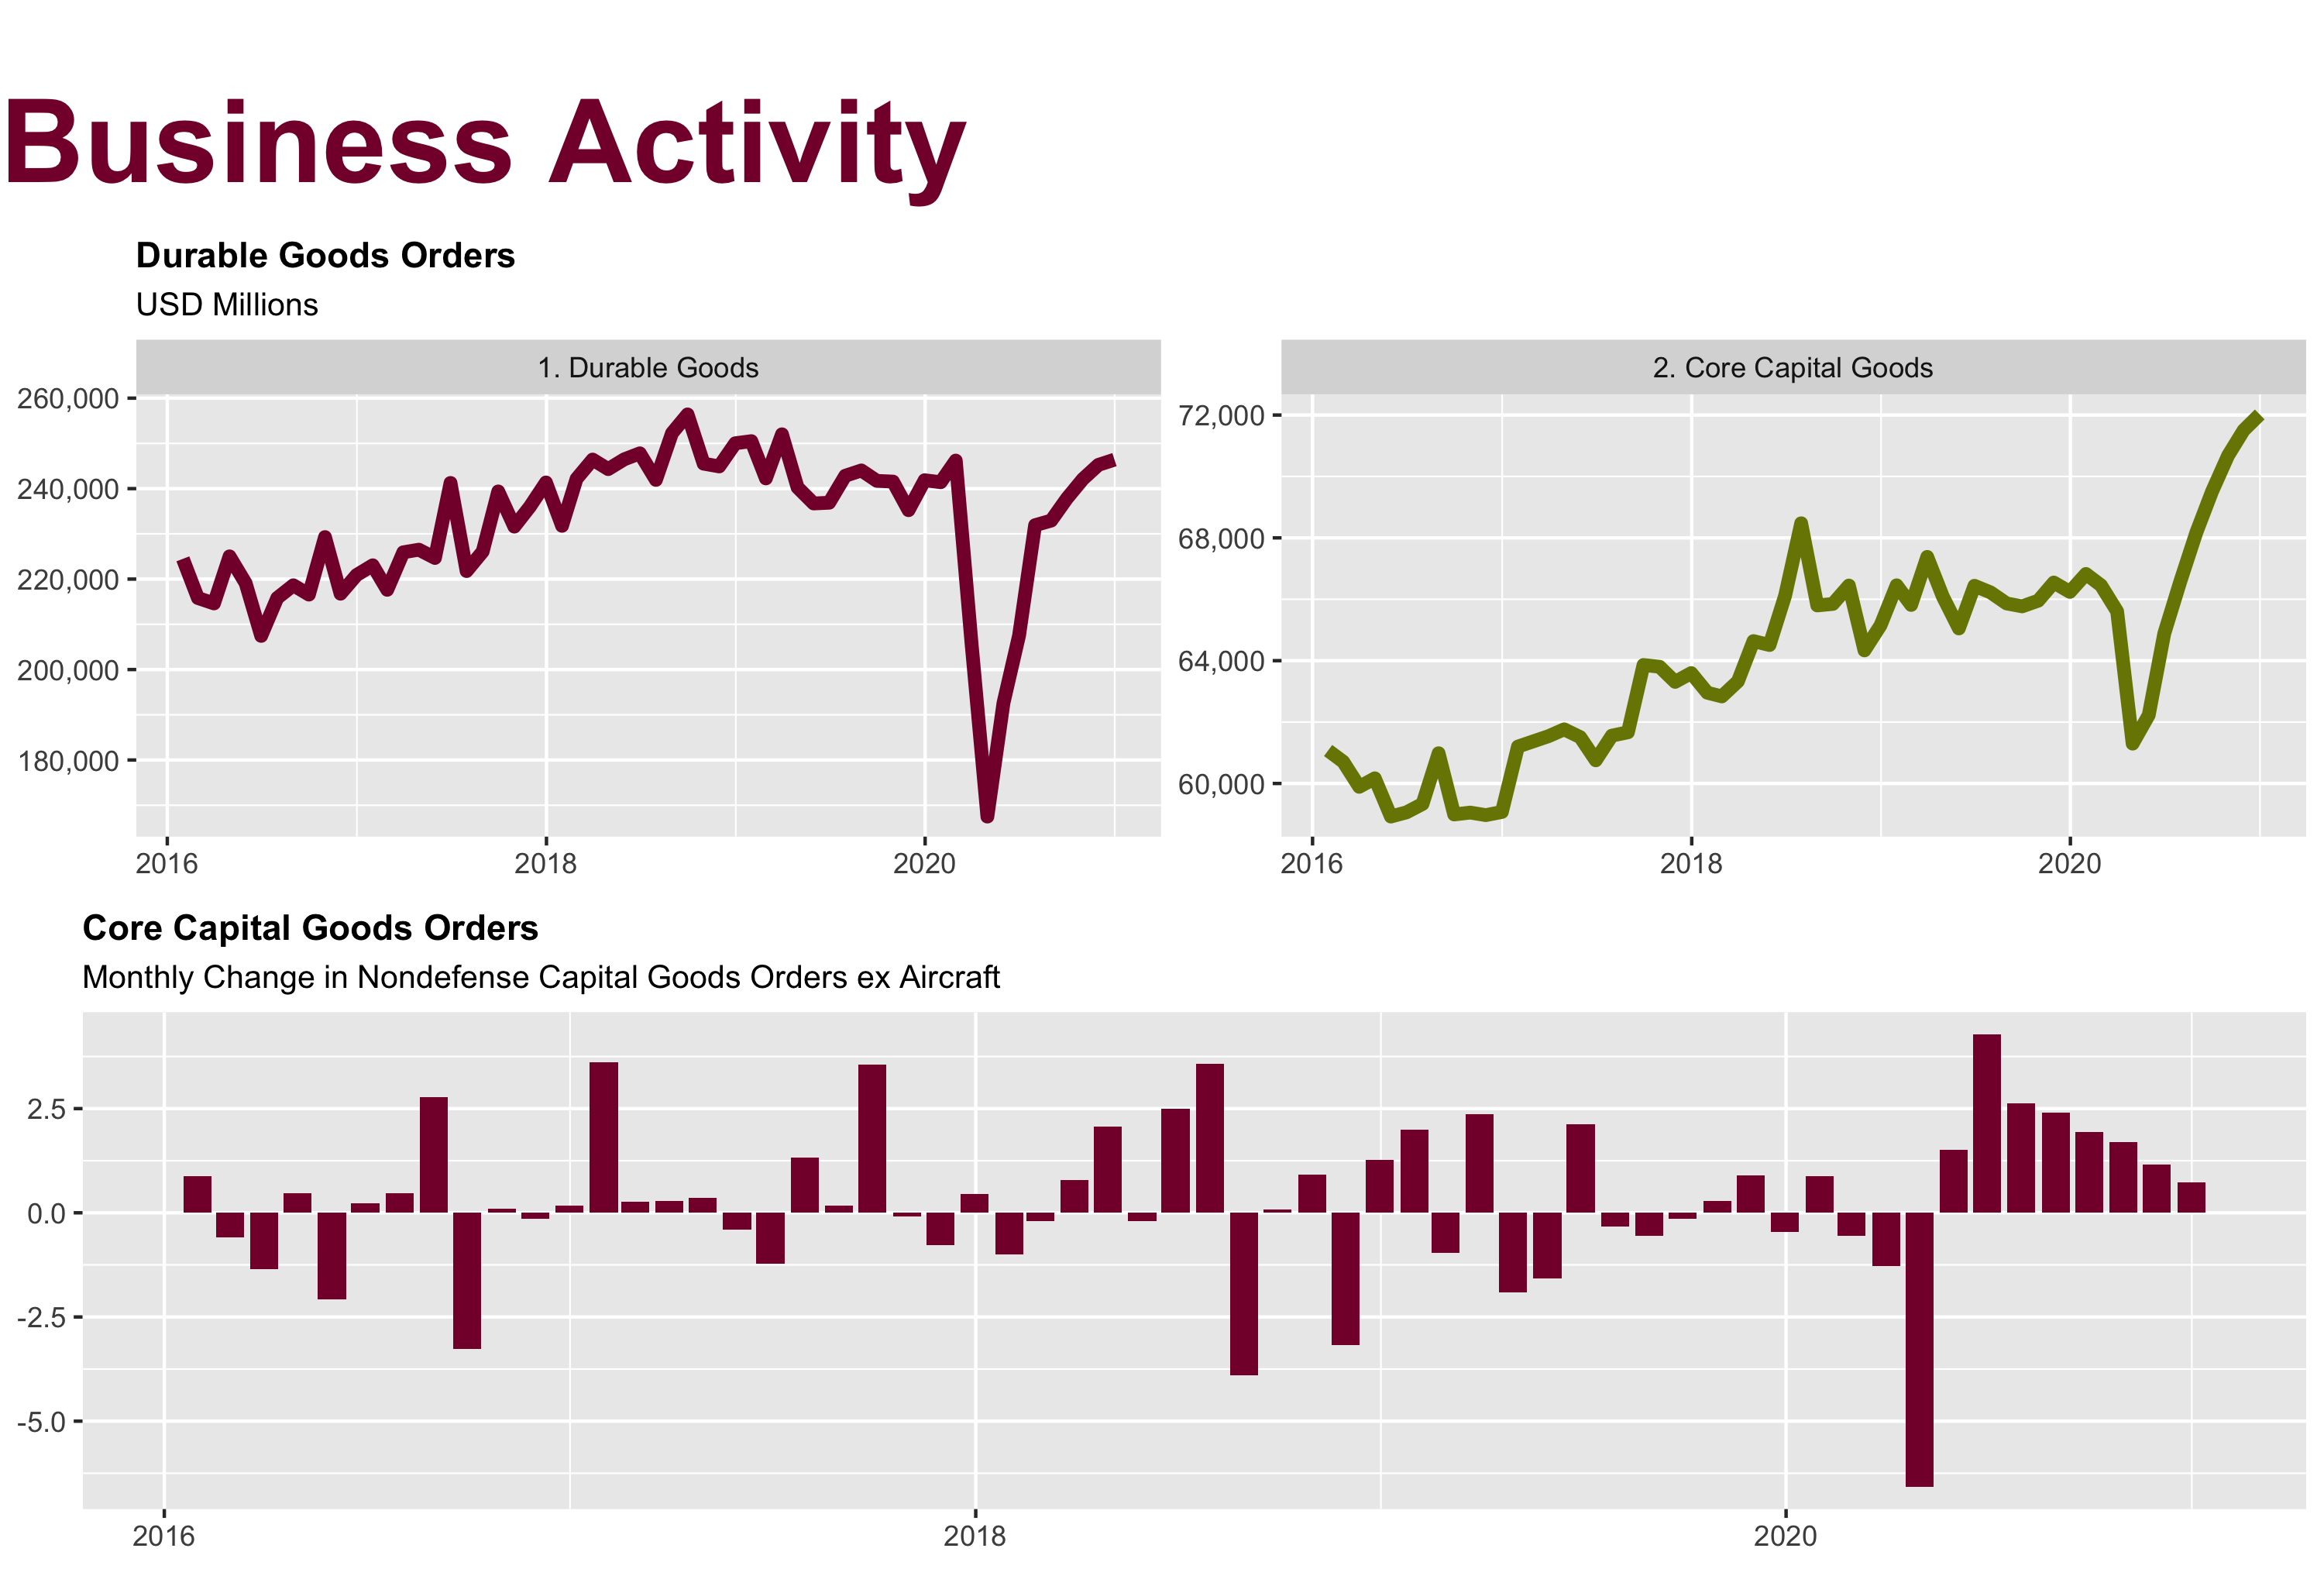 Business Activity
Durable Goods Orders
USD Millions
1. Durable Goods
2. Core Capital Goods
260,000
240,000
220,000
200,000
180,000
72,000
68,000
64,000
60,000
2016 2018 2020
2016 2018 2020
Core Capital Goods Orders
Monthly Change in Nondefense Capital Goods Orders ex Aircraft
2.5
0.0
-2.5
-5.0
2016 2018 2020